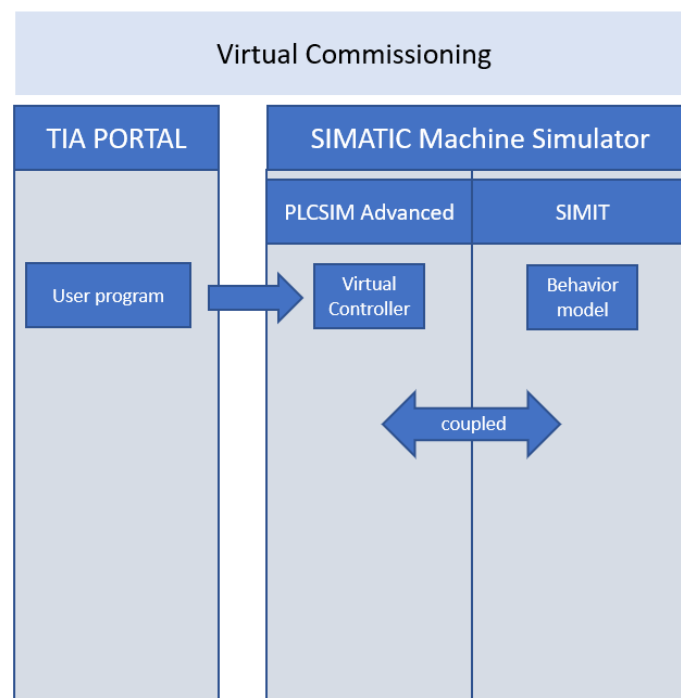 Virtual Commissioning
TIA PORTAL
SIMATIC Machine Simulator
PLCSIM Advanced
SIMIT
User program
Virtual
Controller
Behavior
model
coupled